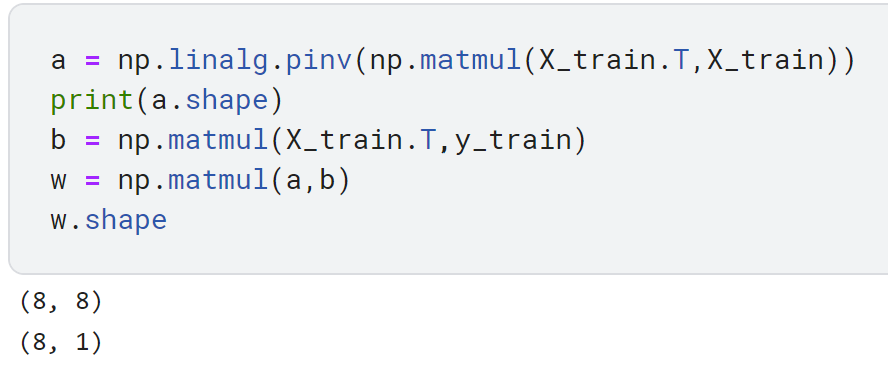 a = np.linalg.pinv(np.matmul(X_train.T,X_train))
print(a.shape)
b = np.matmul(X_train.T,y_train)
w = np.matmul(a,b)
w.shape
(8, 8)
(8, 1)